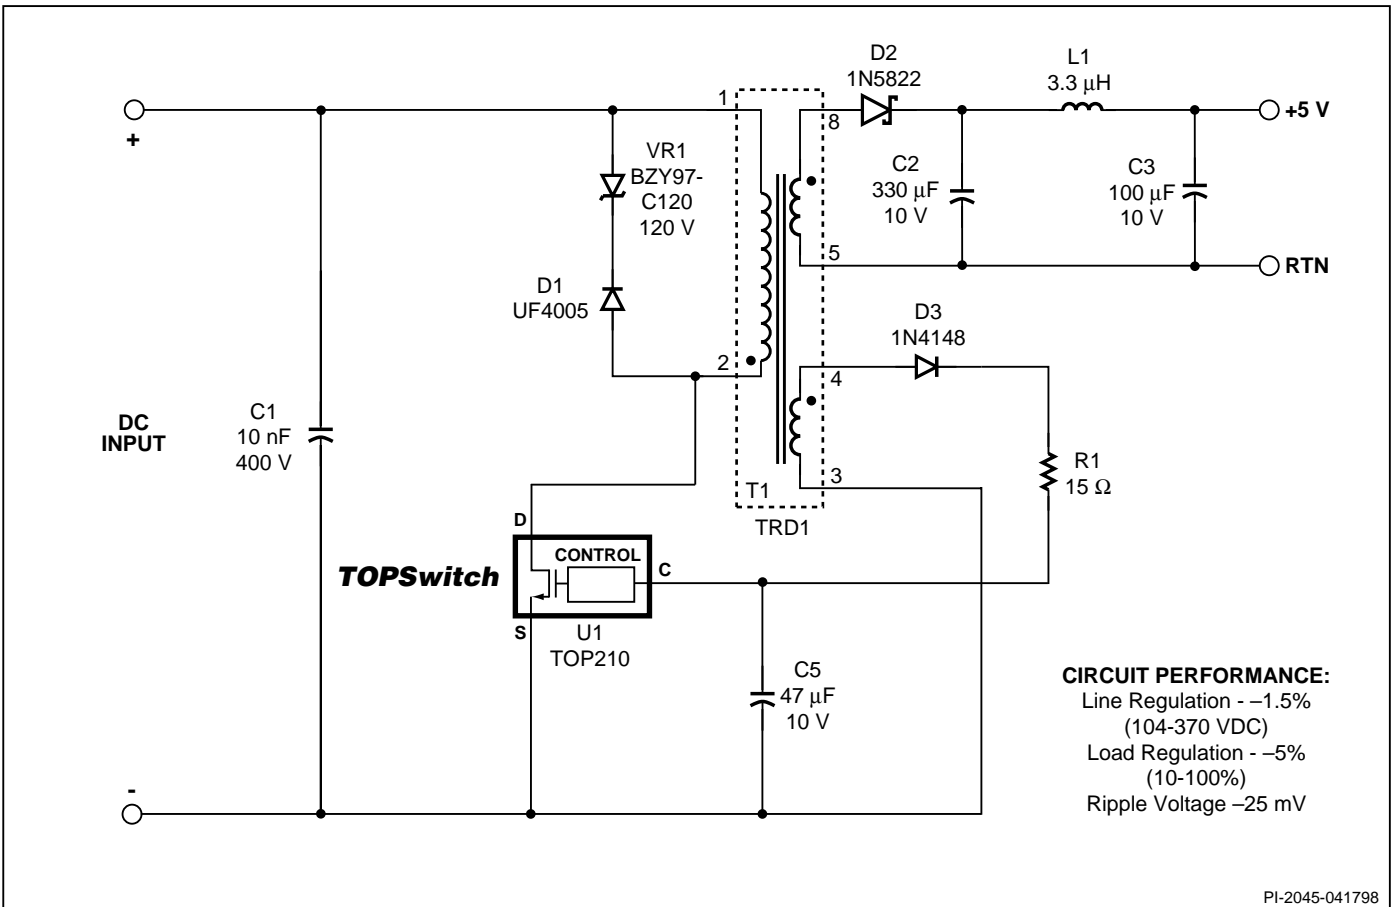 D2
1N5822
L1
3.3 μH
1
8
+5 V
+
VR1
BZY97-
C120
120 V
C2
330 μF
10 V
C3
100 μF
10 V
5
RTN
D1
UF4005
D3
1N4148
2
4
DC
INPUT
C1
10 nF
400 V
R1
15 Ω
T1
3
TRD1
D
CONTROL
C
TOPSwitch
S
U1
TOP210
C5
47 μF
10 V
CIRCUIT PERFORMANCE:
Line Regulation - –1.5%
(104-370 VDC)
Load Regulation - –5%
(10-100%)
Ripple Voltage –25 mV
-
PI-2045-041798